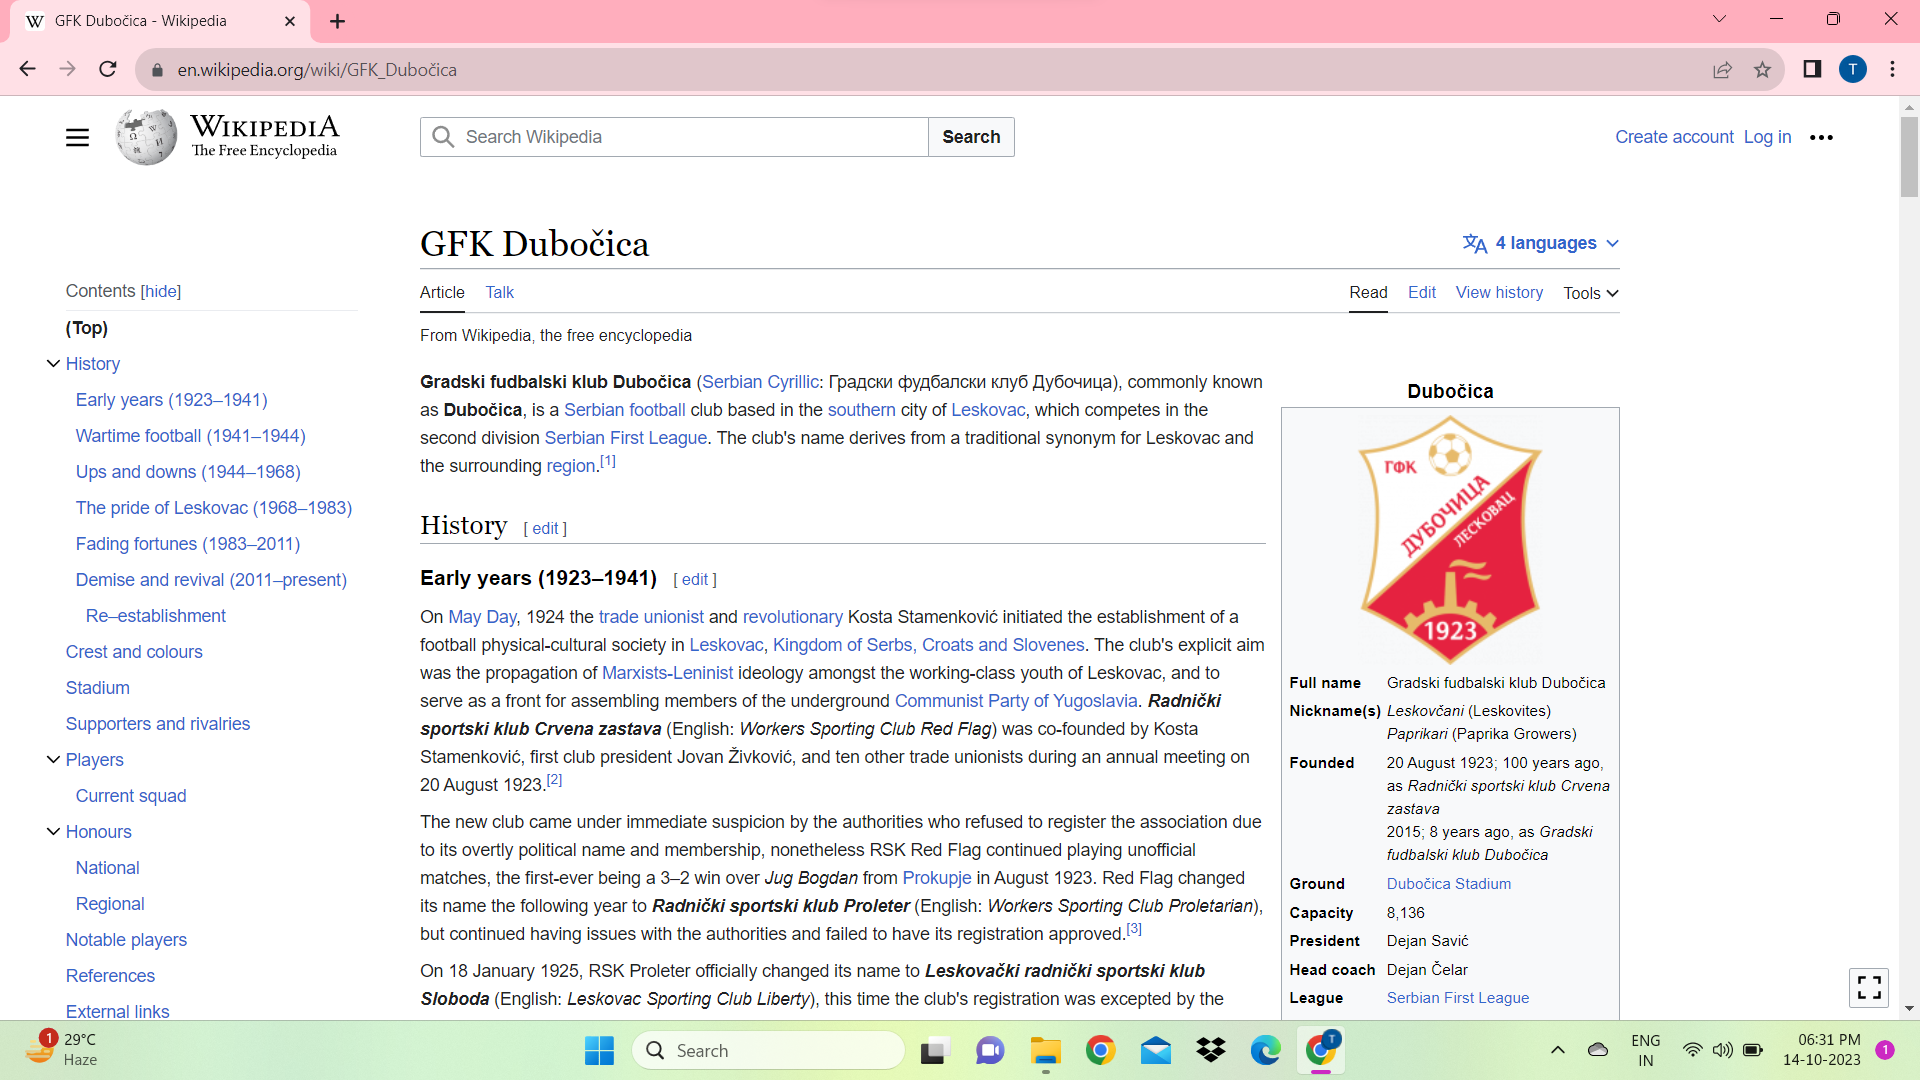 GFK Dubočica - Wikipedia
en.wikipedia.org/wiki/GFK_Dubočica
T
WIKIPEDIA
The Free Encyclopedia
Search Wikipedia
Search
Create account
Log in
GFK Dubočica
4 languages
Article
Talk
Read
Edit
View history
Tools
From Wikipedia, the free encyclopedia
Contents [hide]
(Top)
History
Early years (1923–1941)
Wartime football (1941–1944)
Ups and downs (1944–1968)
The pride of Leskovac (1968–1983)
Fading fortunes (1983–2011)
Demise and revival (2011–present)
Re–establishment
Crest and colours
Stadium
Supporters and rivalries
Players
Current squad
Honours
National
Regional
Notable players
References
External links
Gradski fudbalski klub Dubočica (Serbian Cyrillic: Градски фудбалски клуб Дубочица), commonly known
as Dubočica, is a Serbian football club based in the southern city of Leskovac, which competes in the
second division Serbian First League. The club's name derives from a traditional synonym for Leskovac and
the surrounding region.[1]
History [ edit ]
Early years (1923–1941) [ edit ]
On May Day, 1924 the trade unionist and revolutionary Kosta Stamenković initiated the establishment of a
football physical-cultural society in Leskovac, Kingdom of Serbs, Croats and Slovenes. The club's explicit aim
was the propagation of Marxists-Leninist ideology amongst the working-class youth of Leskovac, and to
serve as a front for assembling members of the underground Communist Party of Yugoslavia. Radnički
sportski klub Crvena zastava (English: Workers Sporting Club Red Flag) was co-founded by Kosta
Stamenković, first club president Jovan Živković, and ten other trade unionists during an annual meeting on
20 August 1923.[2]
The new club came under immediate suspicion by the authorities who refused to register the association due
to its overtly political name and membership, nonetheless RSK Red Flag continued playing unofficial
matches, the first-ever being a 3–2 win over Jug Bogdan from Prokupje in August 1923. Red Flag changed
its name the following year to Radnički sportski klub Proleter (English: Workers Sporting Club Proletarian),
but continued having issues with the authorities and failed to have its registration approved.[3]
On 18 January 1925, RSK Proleter officially changed its name to Leskovački radnički sportski klub
Sloboda (English: Leskovac Sporting Club Liberty), this time the club's registration was excepted by the
Dubočica
ГФК
ДУБОЧИЦА
ЛЕСКОВАЦ
1923
Full name Gradski fudbalski klub Dubočica
Nickname(s) Leskovčani (Leskovites)
Paprikari (Paprika Growers)
Founded 20 August 1923; 100 years ago,
as Radnički sportski klub Crvena
zastava
2015; 8 years ago, as Gradski
fudbalski klub Dubočica
Ground Dubočica Stadium
Capacity 8,136
President Dejan Savić
Head coach Dejan Čelar
League Serbian First League
1
29°C
Haze
Search
T
ENG
IN
06:31 PM
14-10-2023
1